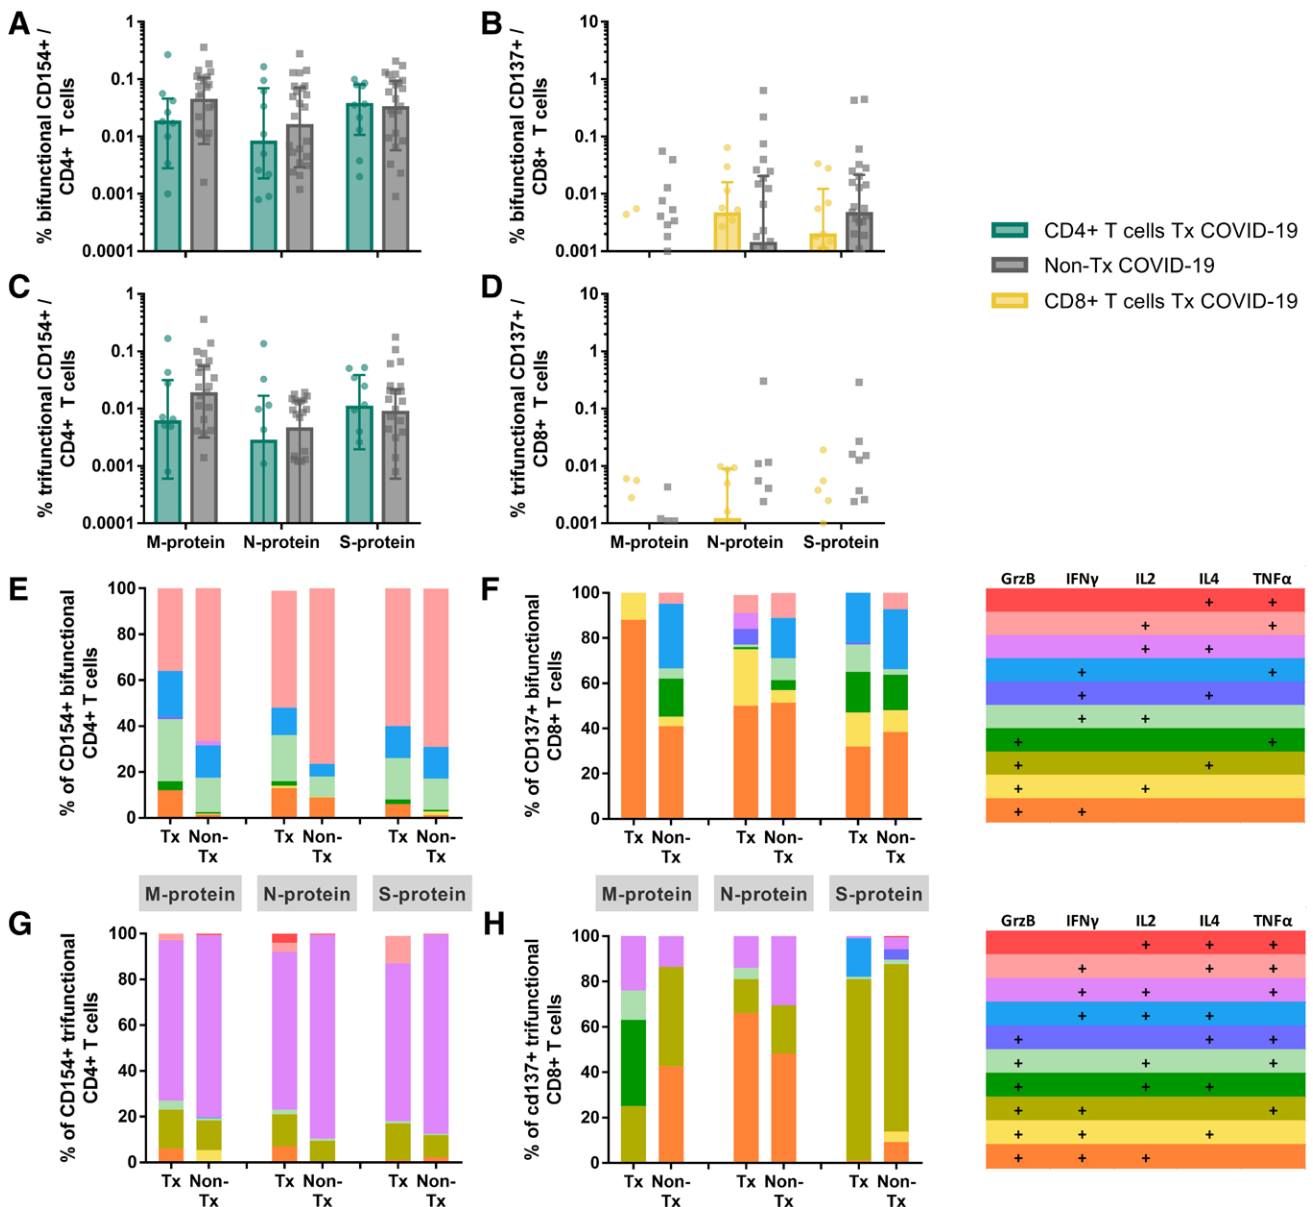 A
% bifunctional CD154+ /
CD4+ T cells
1
0.1
0.01
0.001
0.0001
B
% bifunctional CD137+ /
CD8+ T cells
10
1
0.1
0.01
0.001
CD4+ T cells Tx COVID-19
Non-Tx COVID-19
CD8+ T cells Tx COVID-19
C
% trifunctional CD154+ /
CD4+ T cells
1
0.1
0.01
0.001
0.0001
M-protein N-protein S-protein
D
% trifunctional CD137+ /
CD8+ T cells
10
1
0.1
0.01
0.001
M-protein N-protein S-protein
E
% of CD154+ bifunctional
CD4+ T cells
100
80
60
40
20
0
Tx Non-Tx Tx Non-Tx Tx Non-Tx
M-protein N-protein S-protein
F
% of CD137+ bifunctional
CD8+ T cells
100
80
60
40
20
0
Tx Non-Tx Tx Non-Tx Tx Non-Tx
M-protein N-protein S-protein
GrzB IFNγ IL2 IL4 TNFα
+ +
+ +
+ +
+ +
+ +
+ +
+ +
+ +
+ +
+ +
G
% of CD154+ trifunctional
CD4+ T cells
100
80
60
40
20
0
Tx Non-Tx Tx Non-Tx Tx Non-Tx
H
% of cd137+ trifunctional
CD8+ T cells
100
80
60
40
20
0
Tx Non-Tx Tx Non-Tx Tx Non-Tx
GrzB IFNγ IL2 IL4 TNFα
+ + +
+ + +
+ + +
+ + +
+ + +
+ + +
+ + +
+ + +
+ + +
+ + +